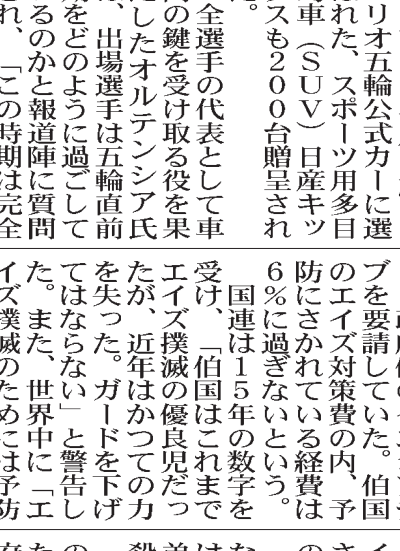 リオ五輪公式カーに選
ばれた、スポーツ用多目
的車（SUV）日産キッ
クスも200台贈呈され
た。
全選手の代表として車
両の鍵を受け取る役を果
たしたオルテンシア氏
は、出場選手は五輪直前
期をどのように過ごして
いるのかと報道陣に質問
され、「この時期は完全
ブを要請していた。伯国
のエイズ対策費の内、予
防にさかれている経費は
6％に過ぎないという。
国連は15年の数字を
受け、「伯国はこれまで
エイズ撲滅の優良児だっ
たが、近年はかつての力
を失った。ガードを下げ
てはならない」と警告し
た。また、世界中に「エ
イズ撲滅のためには予防